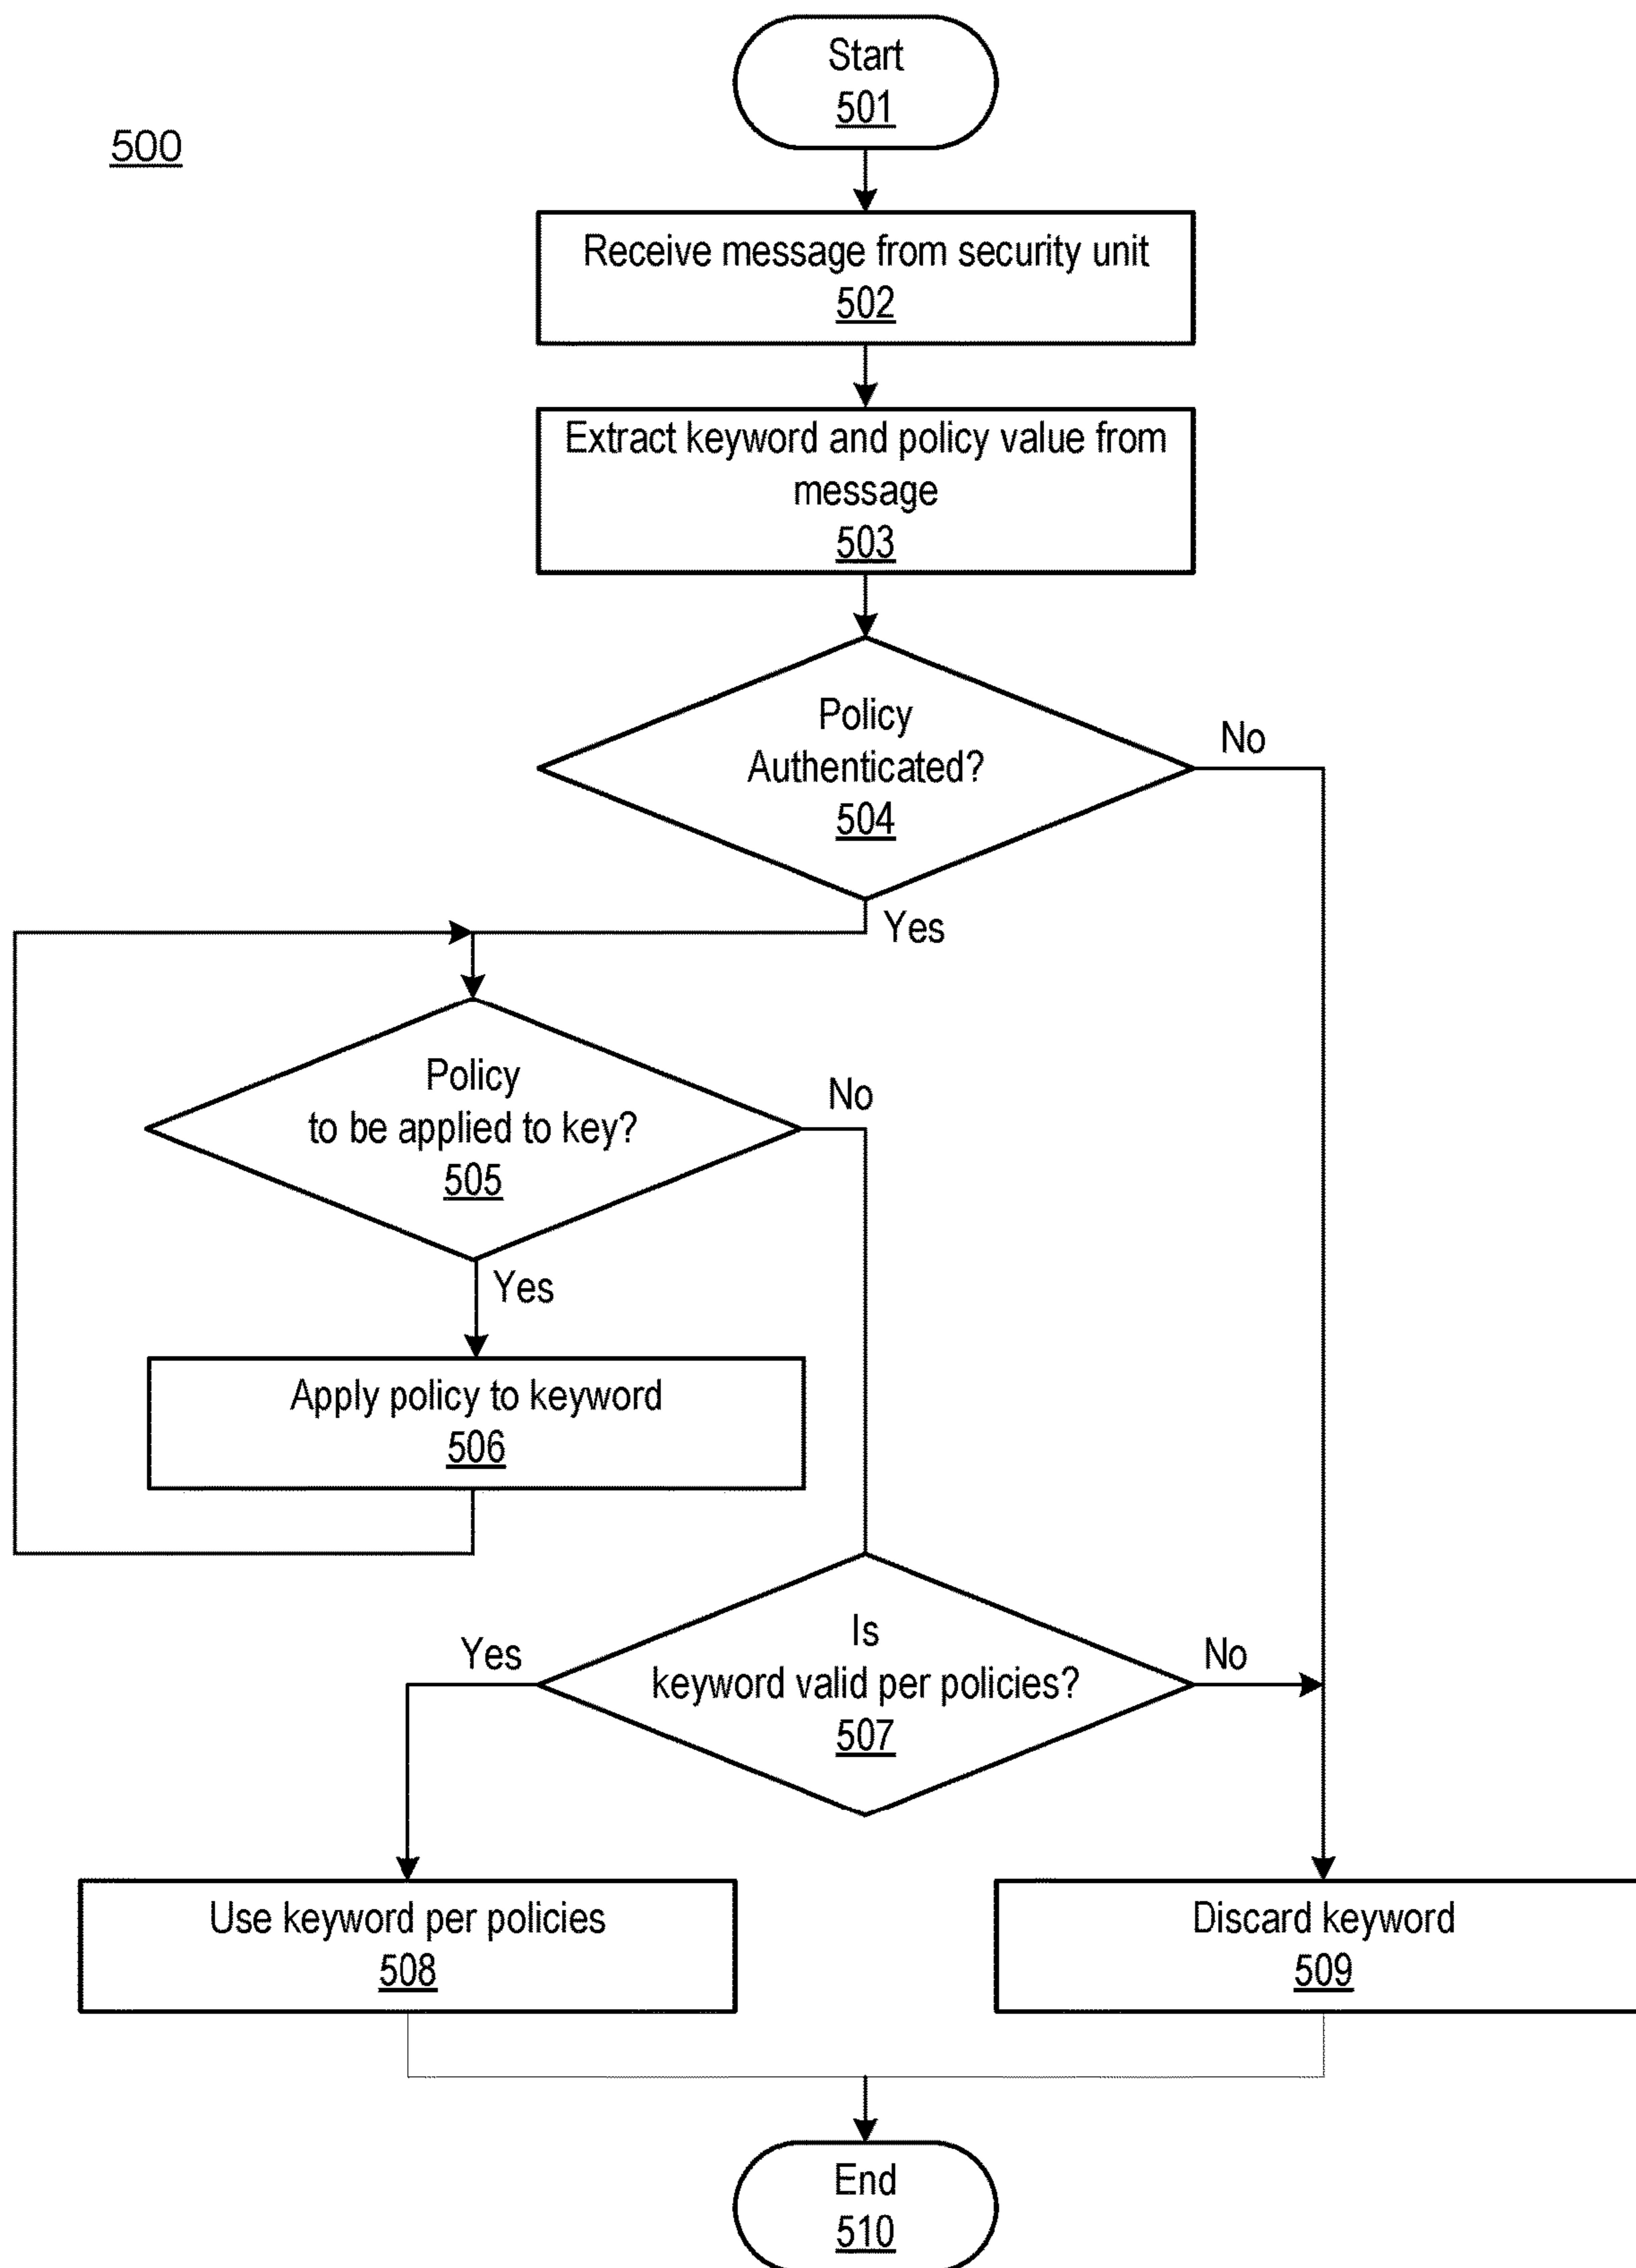 Start
501
500
Receive message from security unit
502
Extract keyword and policy value from
message
503
Policy
Authenticated?
504
No
Yes
Policy
to be applied to key?
505
No
Yes
Apply policy to keyword
506
Is
keyword valid per policies?
507
Yes
No
Use keyword per policies
508
Discard keyword
509
End
510